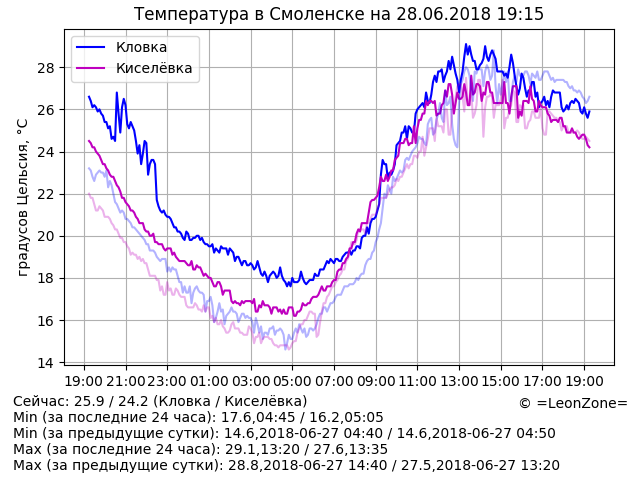 Температура в Смоленске на 28.06.2018 19:15
Кловка
Киселёвка
градусов Цельсия, °C
28
26
24
22
20
18
16
14
19:00 21:00 23:00 01:00 03:00 05:00 07:00 09:00 11:00 13:00 15:00 17:00 19:00
Сейчас: 25.9 / 24.2 (Кловка / Киселёвка)
© =LeonZone=
Min (за последние 24 часа): 17.6,04:45 / 16.2,05:05
Min (за предыдущие сутки): 14.6,2018-06-27 04:40 / 14.6,2018-06-27 04:50
Max (за последние 24 часа): 29.1,13:20 / 27.6,13:35
Max (за предыдущие сутки): 28.8,2018-06-27 14:40 / 27.5,2018-06-27 13:20